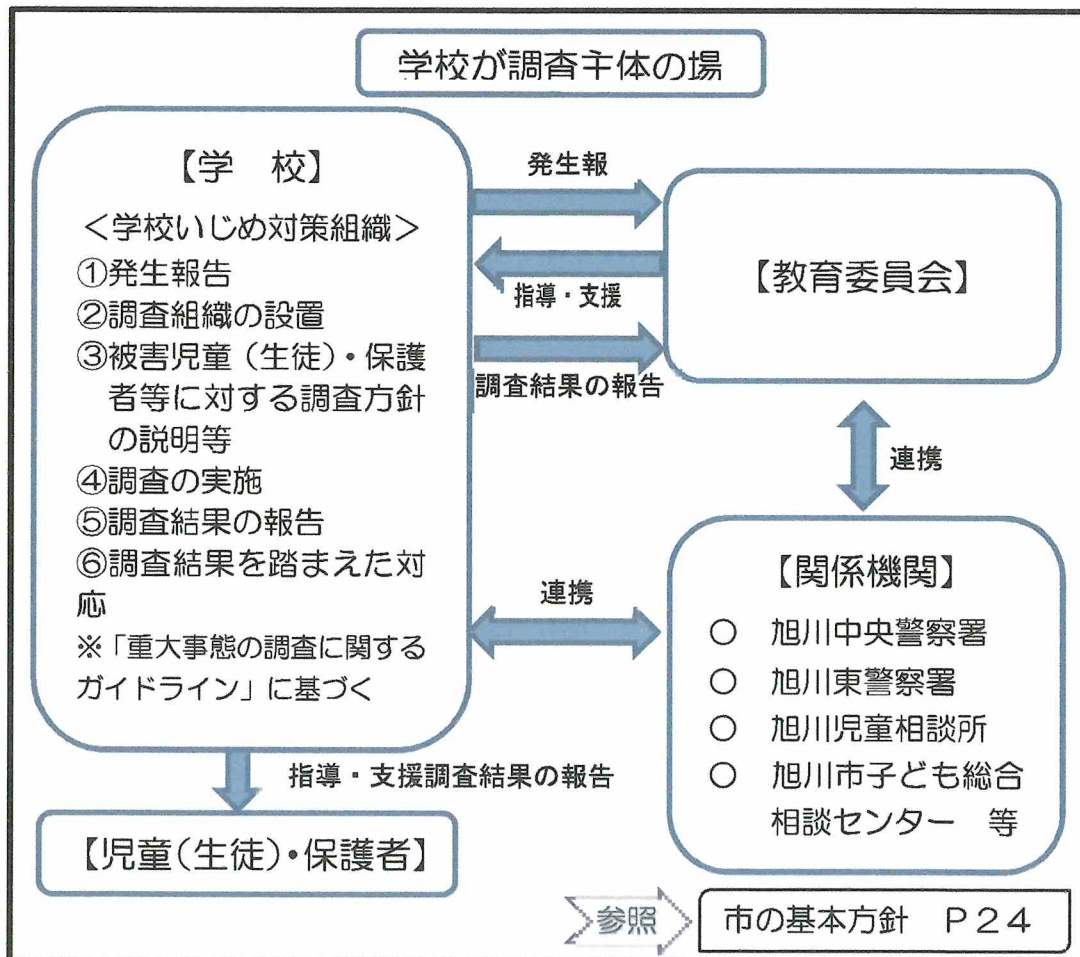 学校が調査主体の場
【学　校】
＜学校いじめ対策組織＞
①発生報告
②調査組織の設置
③被害児童（生徒）・保護
者等に対する調査方針
の説明等
④調査の実施
⑤調査結果の報告
⑥調査結果を踏まえた対
応
※「重大事態の調査に関する
ガイドライン」に基づく
発生報
指導・支援
調査結果の報告
【教育委員会】
連携
連携
【関係機関】
○　旭川中央警察署
○　旭川東警察署
○　旭川児童相談所
○　旭川市子ども総合
相談センター　等
指導・支援調査結果の報告
【児童(生徒)・保護者】
参照
市の基本方針　Ｐ２４